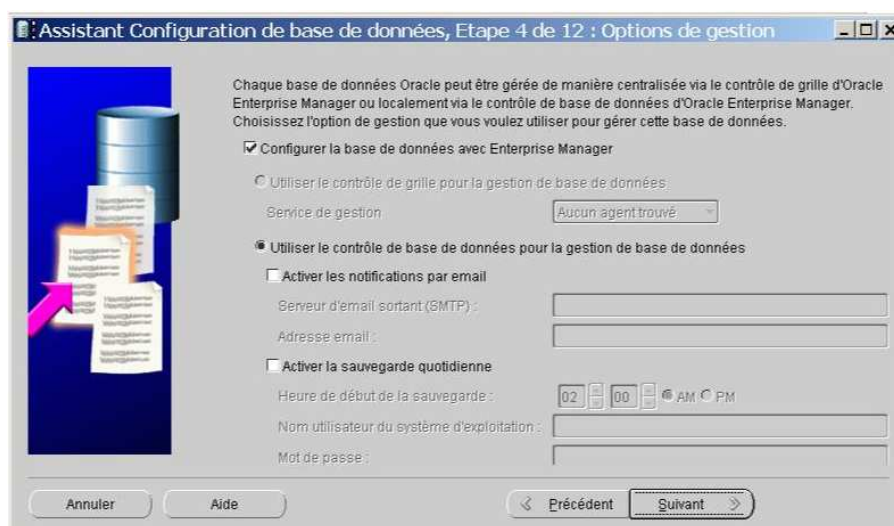 Assistant Configuration de base de données, Etape 4 de 12 : Options de gestion
Chaque base de données Oracle peut être gérée de manière centralisée via le contrôle de grille d'Oracle
Enterprise Manager ou localement via le contrôle de base de données d'Oracle Enterprise Manager.
Choisissez l'option de gestion que vous voulez utiliser pour gérer cette base de données.
Configurer la base de données avec Enterprise Manager
Utiliser le contrôle de grille pour la gestion de base de données
Service de gestion
Aucun agent trouvé
Utiliser le contrôle de base de données pour la gestion de base de données
Activer les notifications par email
Serveur d'email sortant (SMTP) :
Adresse email :
Activer la sauvegarde quotidienne
Heure de début de la sauvegarde :
02 00 AM PM
Nom utilisateur du système d'exploitation :
Mot de passe :
Annuler
Aide
Précédent
Suivant